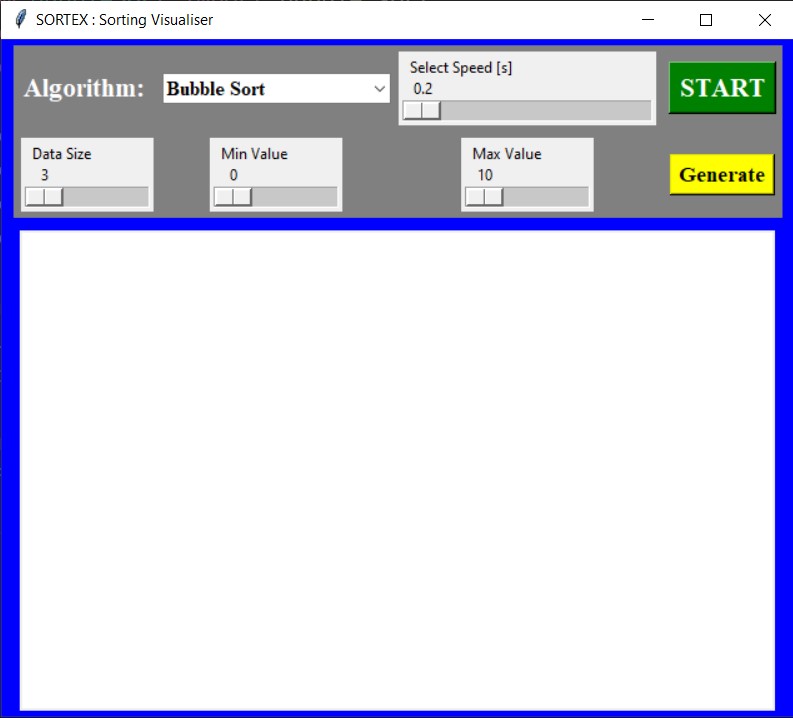 SORTEX : Sorting Visualiser
Algorithm:
Bubble Sort
Select Speed [s]
0.2
START
Data Size
3
Min Value
0
Max Value
10
Generate